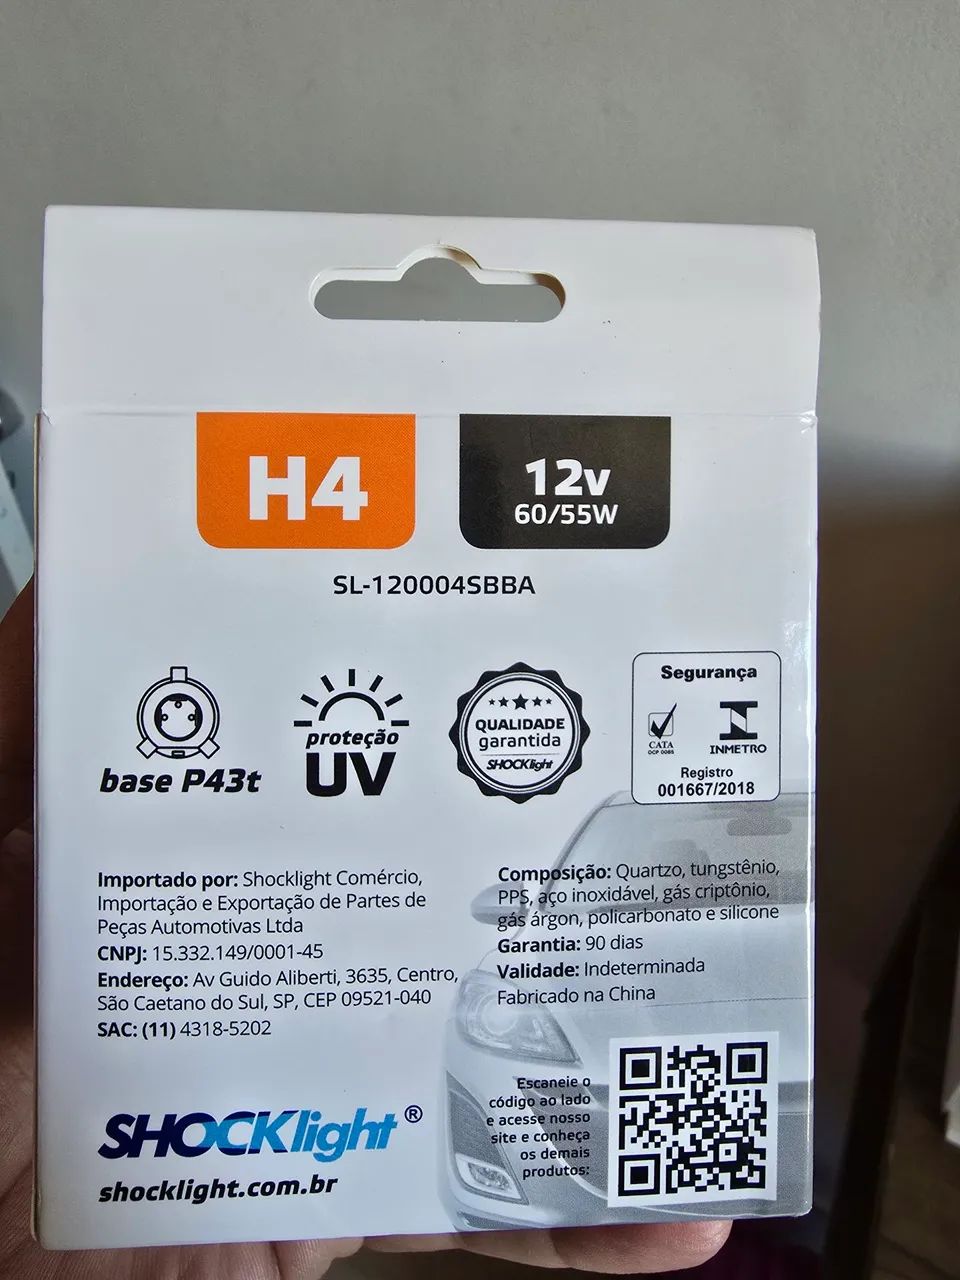 H4
12v
60/55W
SL-120004SBBA
base P43t
proteção
UV
QUALIDADE
garantida
SHOCKlight
Segurança
CATA
OCP 0085
INMETRO
Registro
001667/2018
Importado por: Shocklight Comércio,
Importação e Exportação de Partes de
Peças Automotivas Ltda
CNPJ: 15.332.149/0001-45
Endereço: Av Guido Aliberti, 3635, Centro,
São Caetano do Sul, SP, CEP 09521-040
SAC: (11) 4318-5202
Composição: Quartzo, tungstênio,
PPS, aço inoxidável, gás criptônio,
gás árgon, policarbonato e silicone
Garantia: 90 dias
Validade: Indeterminada
Fabricado na China
SHOCKlight®
shocklight.com.br
Escaneie o
código ao lado
e acesse nosso
site e conheça
os demais
produtos: